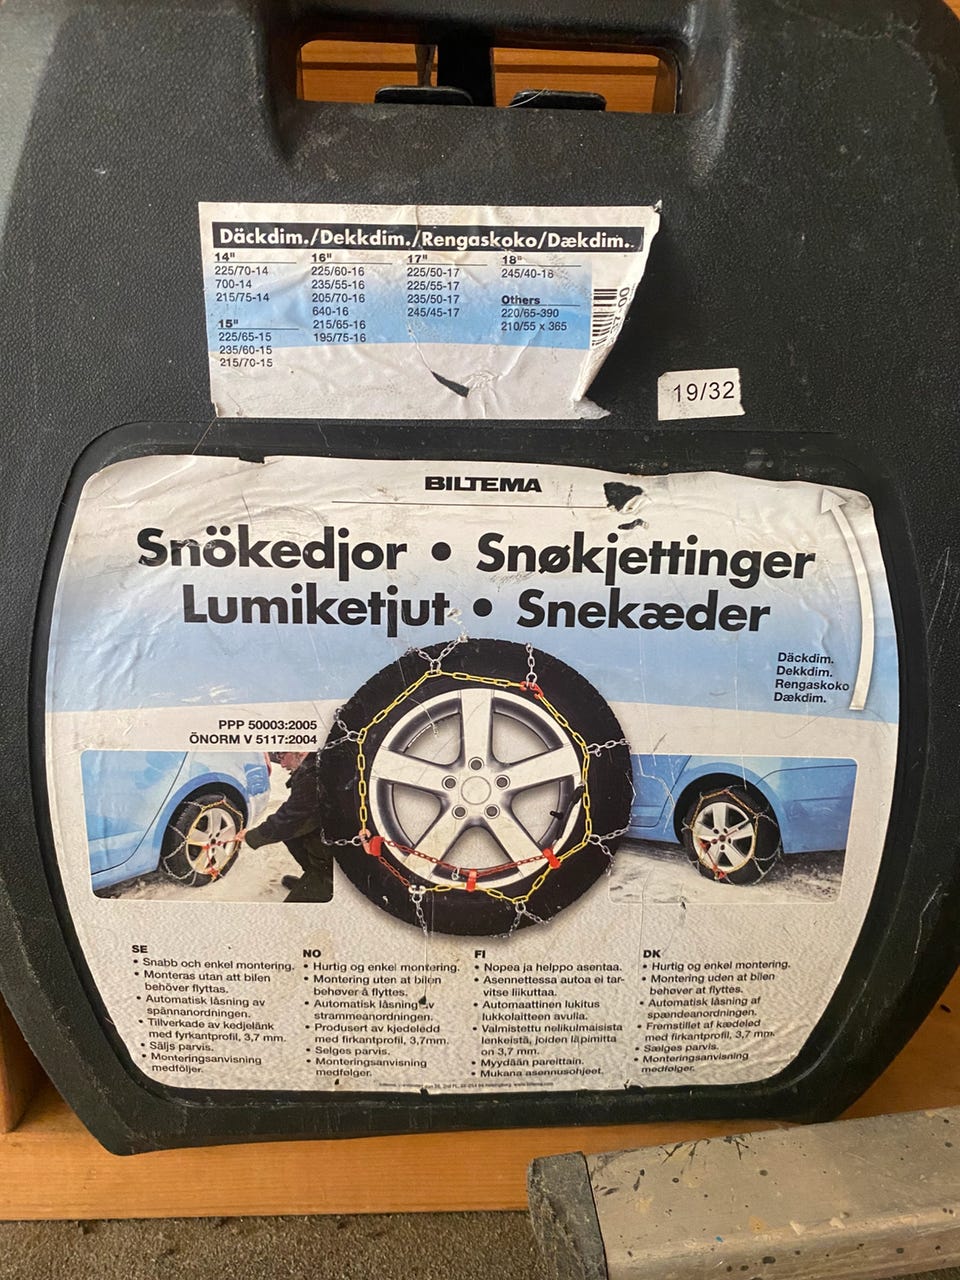 Däckdim./Dekkdim./Rengaskoko/Dækdim.
14"
225/70-14
700-14
215/75-14
15"
225/65-15
235/60-15
215/70-15
16"
225/60-16
235/55-16
205/70-16
640-16
215/65-16
195/75-16
17"
225/50-17
225/55-17
235/50-17
245/45-17
18"
245/40-18
Others
220/65-390
210/55 x 365
19/32
BILTEMA
Snökedjor • Snøkjettinger
Lumiketjut • Snekæder
Däckdim.
Dekkdim.
Rengaskoko
Dækdim.
PPP 50003:2005
ÖNORM V 5117:2004
SE
• Snabb och enkel montering.
• Monteras utan att bilen
behöver flyttas.
• Automatisk låsning av
spännanordningen.
• Tillverkade av kedjelänk
med fyrkantprofil, 3,7 mm.
• Säljs parvis.
• Monteringsanvisning
medföljer.
NO
• Hurtig og enkel montering.
• Montering uten at bilen
behøver å flyttes.
• Automatisk låsning av
strammeanordningen.
• Produsert av kjedeledd
med firkantprofil, 3,7mm.
• Selges parvis.
• Monteringsanvisning
medfølger.
FI
• Nopea ja helppo asentaa.
• Asennettessa autoa ei tar-
vitse liikuttaa.
• Automaattinen lukitus
lukkolaitteen avulla.
• Valmistettu nelikulmaisista
lenkeistä, joiden läpimitta
on 3,7 mm.
• Myydään pareittain.
• Mukana asennusohjeet.
DK
• Hurtig og enkel montering.
• Montering uden at bilen
behøver at flyttes.
• Automatisk låsning af
spændeanordningen.
• Fremstillet af kædeled
med firkantprofil, 3,7 mm.
• Sælges parvis.
• Monteringsanvisning
medfølger.